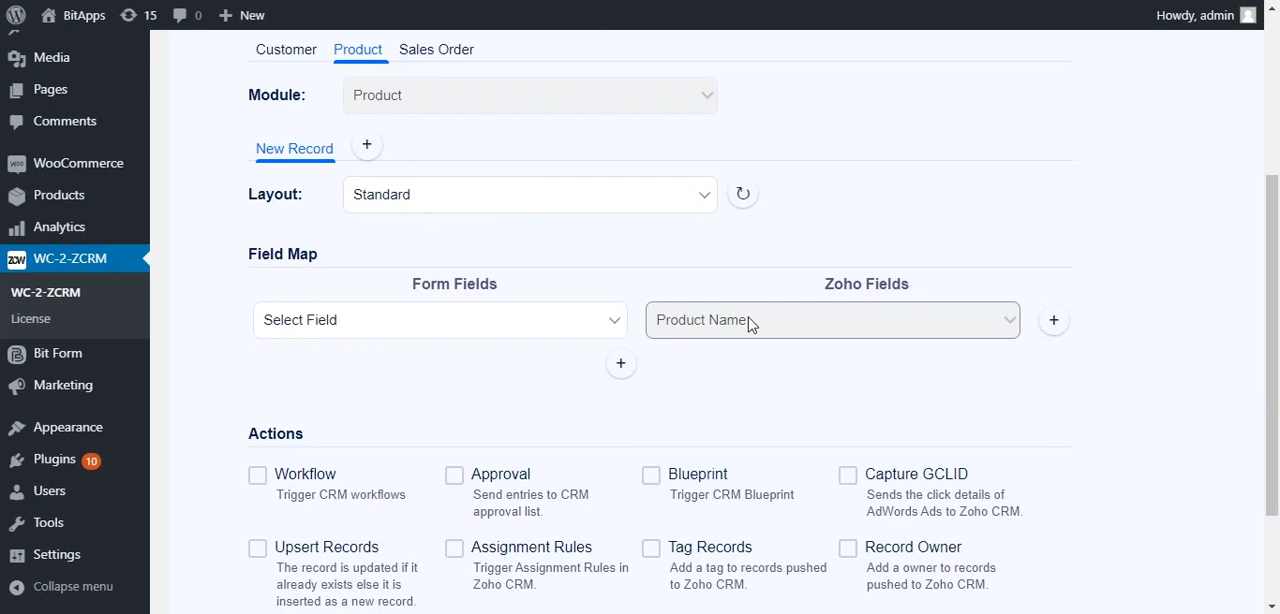 BitApps 15 0 New Howdy, admin
Media
Pages
Comments
WooCommerce
Products
Analytics
WC-2-ZCRM
WC-2-ZCRM
License
Bit Form
Marketing
Appearance
Plugins 10
Users
Tools
Settings
Collapse menu
Customer Product Sales Order
Module: Product
New Record +
Layout: Standard
Field Map
Form Fields Zoho Fields
Select Field Product Name +
+
Actions
Workflow
Trigger CRM workflows
Approval
Send entries to CRM
approval list.
Blueprint
Trigger CRM Blueprint
Capture GCLID
Sends the click details of
AdWords Ads to Zoho CRM.
Upsert Records
The record is updated if it
already exists else it is
inserted as a new record.
Assignment Rules
Trigger Assignment Rules in
Zoho CRM.
Tag Records
Add a tag to records pushed
to Zoho CRM.
Record Owner
Add a owner to records
pushed to Zoho CRM.